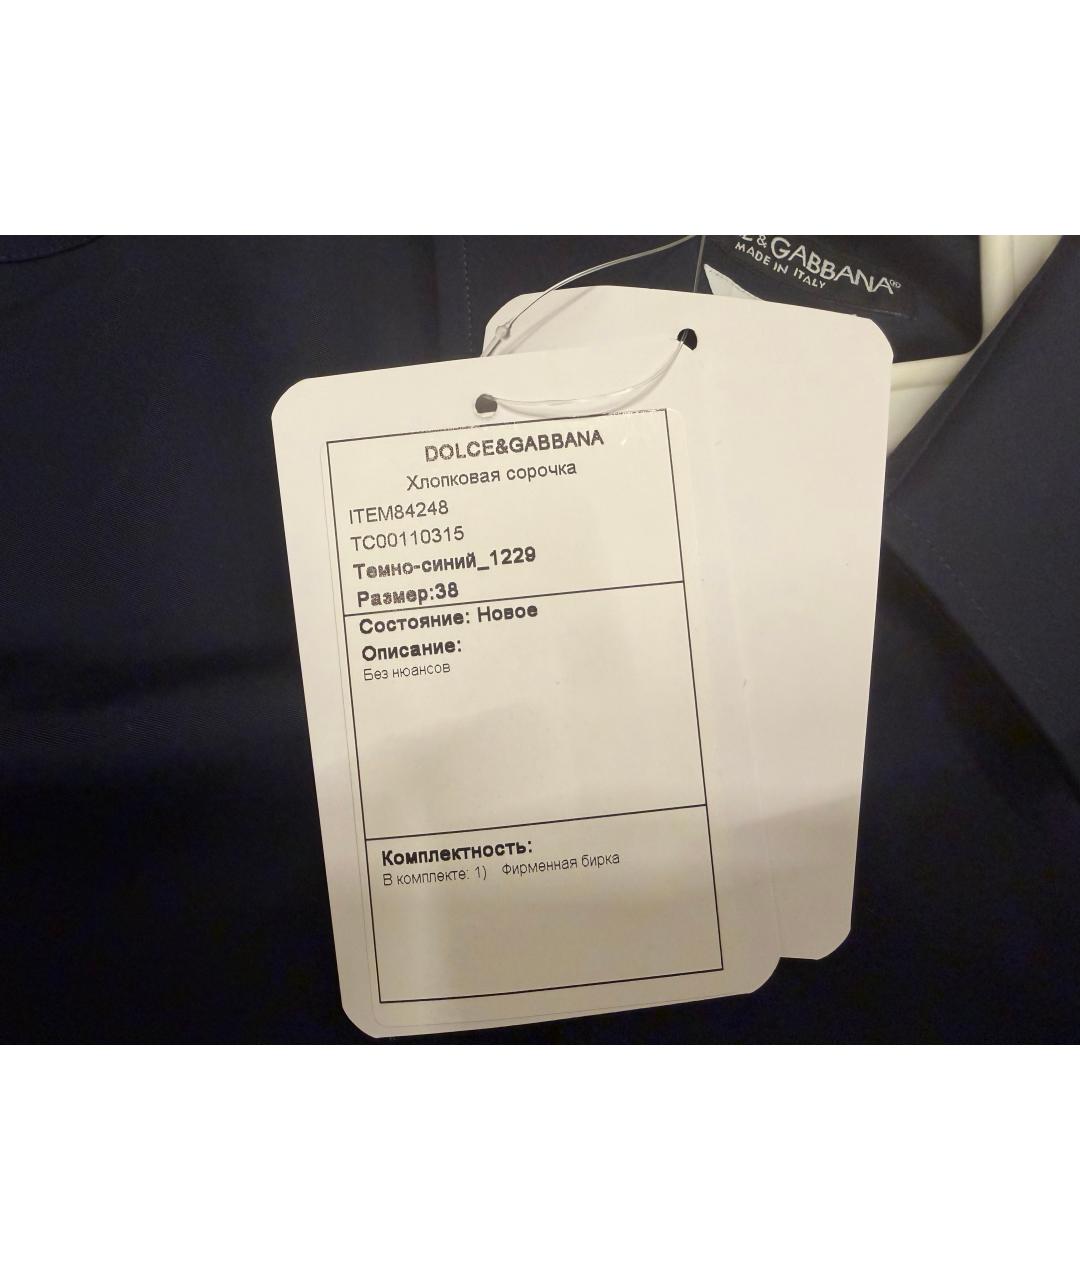 & GABBANA®
MADE IN ITALY
DOLCE&GABBANA
Хлопковая сорочка
ITEM84248
TC00110315
Темно-синий_1229
Размер:38
Состояние: Новое
Описание:
Без нюансов
Комплектность:
В комплекте: 1) Фирменная бирка